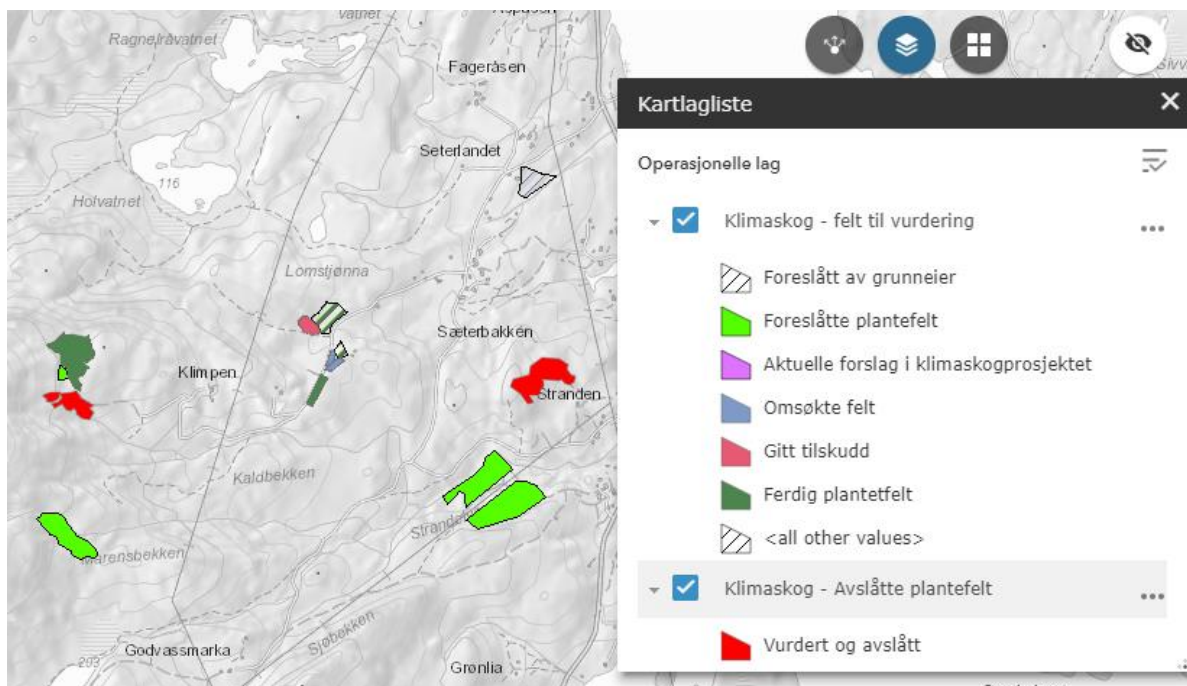 Ragnejråvatnet
vatnet
Fageråsen
Seterlandet
116
Holvatnet
Lomstjønna
Sæterbakken
Klimpen
Stranden
Kaldbekken
Marensbekken
Godvassmarka
Sjøbekken
293
Grønlia
Kartlagliste
Operasjonelle lag
Klimaskog - felt til vurdering
Foreslått av grunneier
Foreslåtte plantefelt
Aktuelle forslag i klimaskogprosjektet
Omsøkte felt
Gitt tilskudd
Ferdig plantetfelt
<all other values>
Klimaskog - Avslåtte plantefelt
Vurdert og avslått